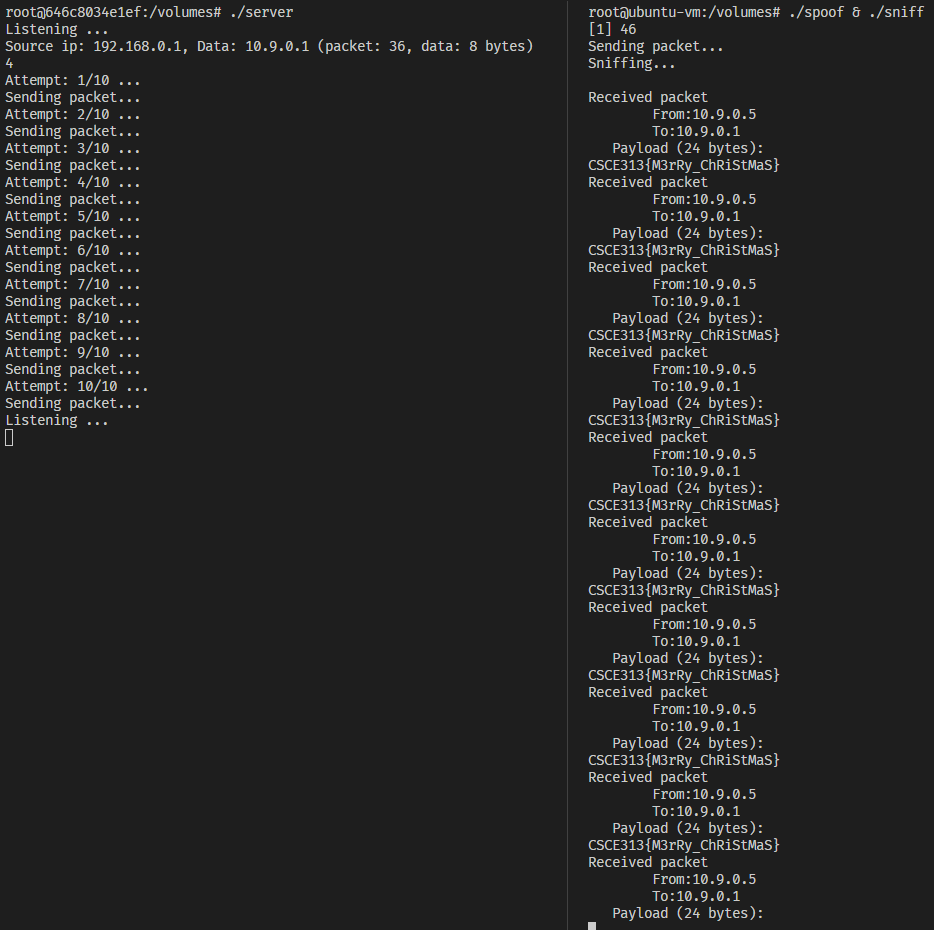 root@646c8034e1ef:/volumes# ./server
Listening ...
Source ip: 192.168.0.1, Data: 10.9.0.1 (packet: 36, data: 8 bytes)
4
Attempt: 1/10 ...
Sending packet...
Attempt: 2/10 ...
Sending packet...
Attempt: 3/10 ...
Sending packet...
Attempt: 4/10 ...
Sending packet...
Attempt: 5/10 ...
Sending packet...
Attempt: 6/10 ...
Sending packet...
Attempt: 7/10 ...
Sending packet...
Attempt: 8/10 ...
Sending packet...
Attempt: 9/10 ...
Sending packet...
Attempt: 10/10 ...
Sending packet...
Listening ...
root@ubuntu-vm:/volumes# ./spoof & ./sniff
[1] 46
Sending packet...
Sniffing...
Received packet
From:10.9.0.5
To:10.9.0.1
Payload (24 bytes):
CSCE313{M3rRy_ChRiStMaS}
Received packet
From:10.9.0.5
To:10.9.0.1
Payload (24 bytes):
CSCE313{M3rRy_ChRiStMaS}
Received packet
From:10.9.0.5
To:10.9.0.1
Payload (24 bytes):
CSCE313{M3rRy_ChRiStMaS}
Received packet
From:10.9.0.5
To:10.9.0.1
Payload (24 bytes):
CSCE313{M3rRy_ChRiStMaS}
Received packet
From:10.9.0.5
To:10.9.0.1
Payload (24 bytes):
CSCE313{M3rRy_ChRiStMaS}
Received packet
From:10.9.0.5
To:10.9.0.1
Payload (24 bytes):
CSCE313{M3rRy_ChRiStMaS}
Received packet
From:10.9.0.5
To:10.9.0.1
Payload (24 bytes):
CSCE313{M3rRy_ChRiStMaS}
Received packet
From:10.9.0.5
To:10.9.0.1
Payload (24 bytes):
CSCE313{M3rRy_ChRiStMaS}
Received packet
From:10.9.0.5
To:10.9.0.1
Payload (24 bytes):
CSCE313{M3rRy_ChRiStMaS}
Received packet
From:10.9.0.5
To:10.9.0.1
Payload (24 bytes):